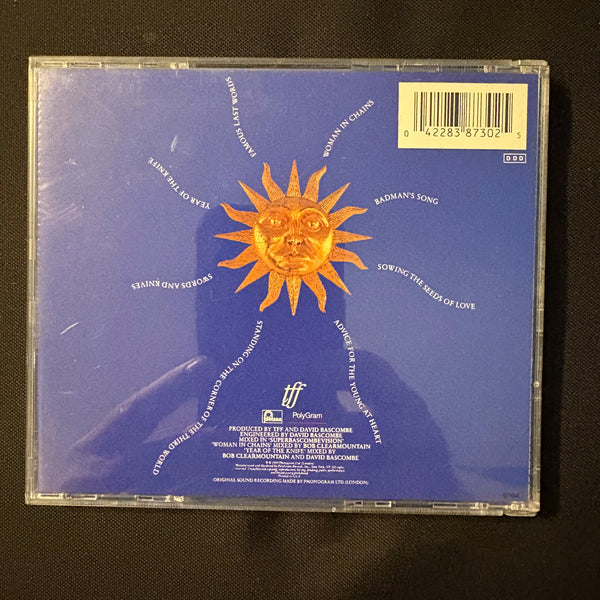 WOMAN IN CHAINS
BADMAN'S SONG
SOWING THE SEEDS OF LOVE
ADVICE FOR THE YOUNG AT HEART
STANDING ON THE CORNER OF THE THIRD WORLD
SWORDS AND KNIVES
YEAR OF THE KNIFE
FAMOUS LAST WORDS
0 42283 87302 5
DDD
tff
fontana
PolyGram
PRODUCED BY TFF AND DAVID BASCOMBE
ENGINEERED BY DAVID BASCOMBE
MIXED IN 'SUPERBASCOMBEVISION'
'WOMAN IN CHAINS' MIXED BY BOB CLEARMOUNTAIN
'YEAR OF THE KNIFE' MIXED BY
BOB CLEARMOUNTAIN AND DAVID BASCOMBE
ORIGINAL SOUND RECORDING MADE BY PHONOGRAM LTD (LONDON)